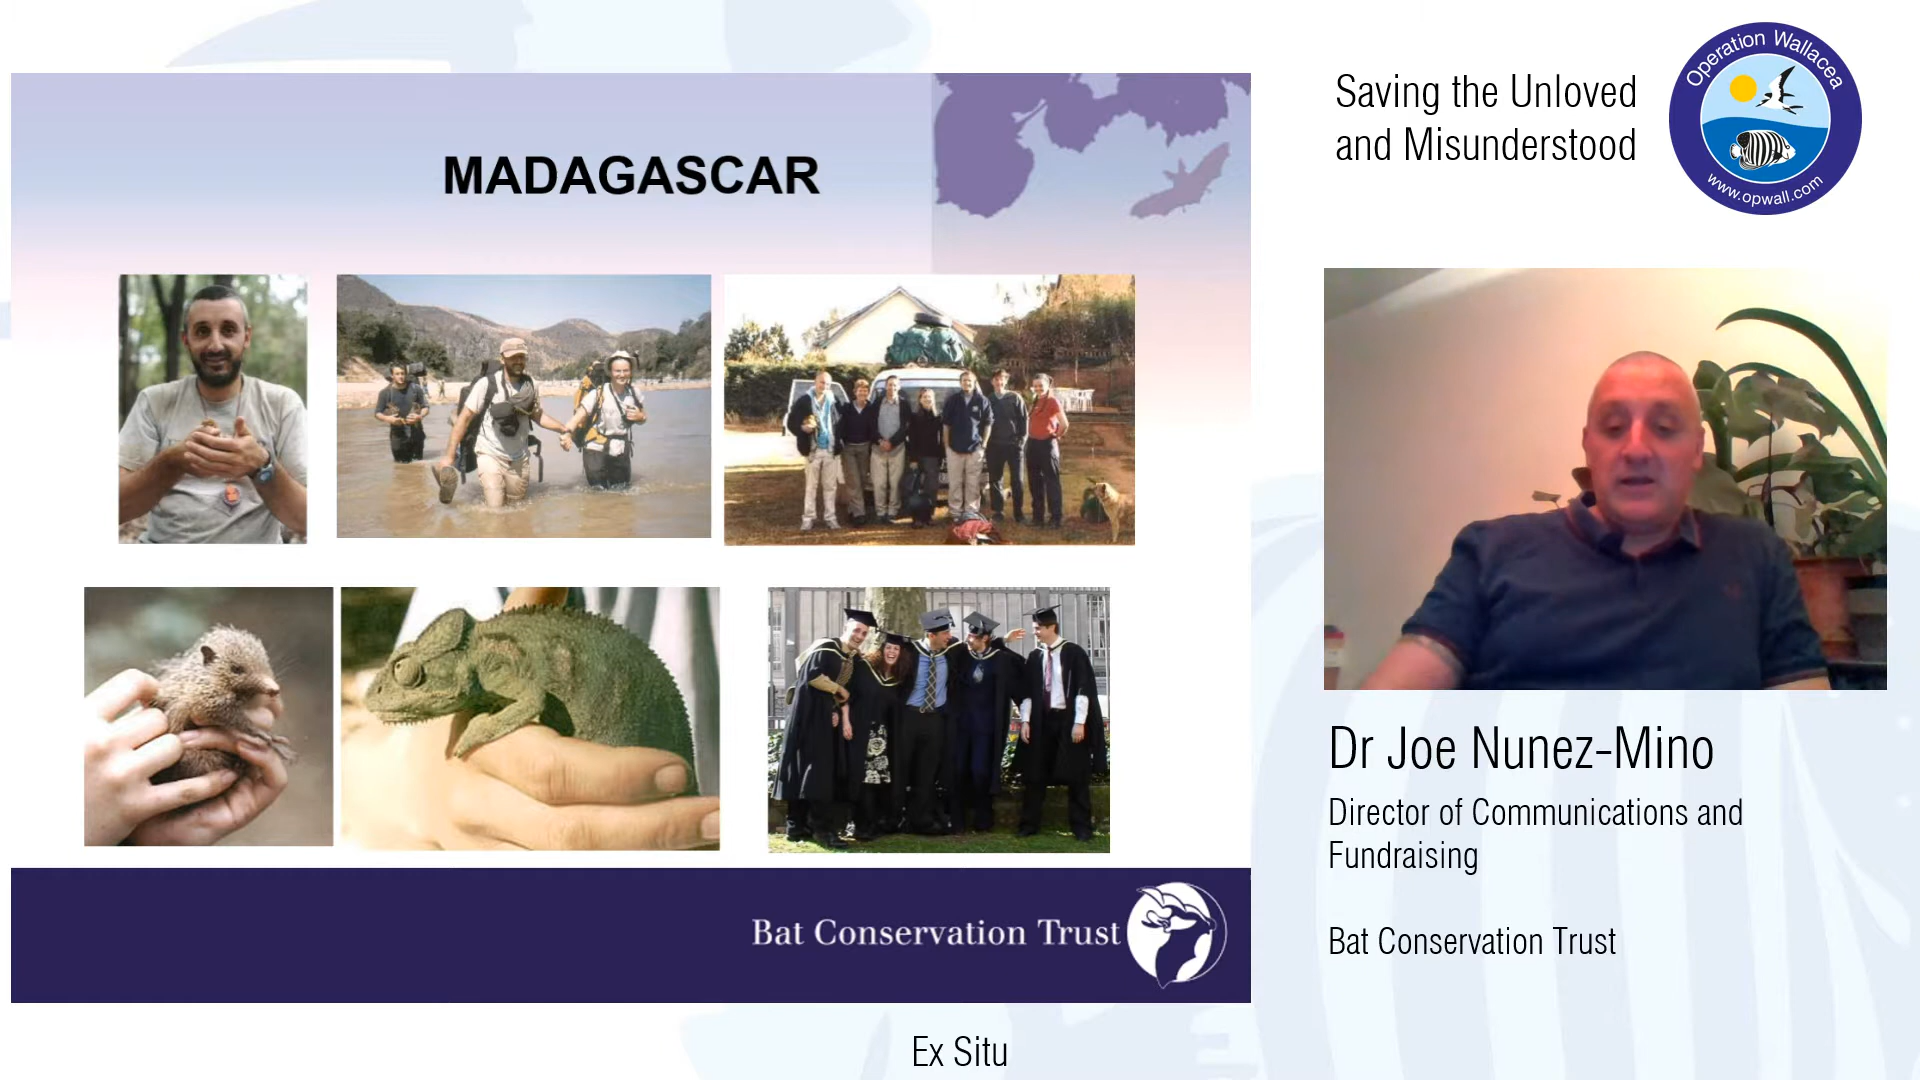 MADAGASCAR
Bat Conservation Trust
Saving the Unloved
and Misunderstood
Operation Wallacea
www.opwall.com
Dr Joe Nunez-Mino
Director of Communications and
Fundraising
Bat Conservation Trust
Ex Situ